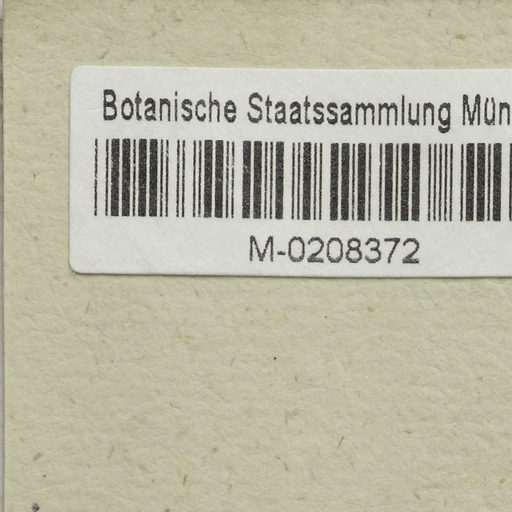 Botanische Staatssammlung Mün
M-0208372